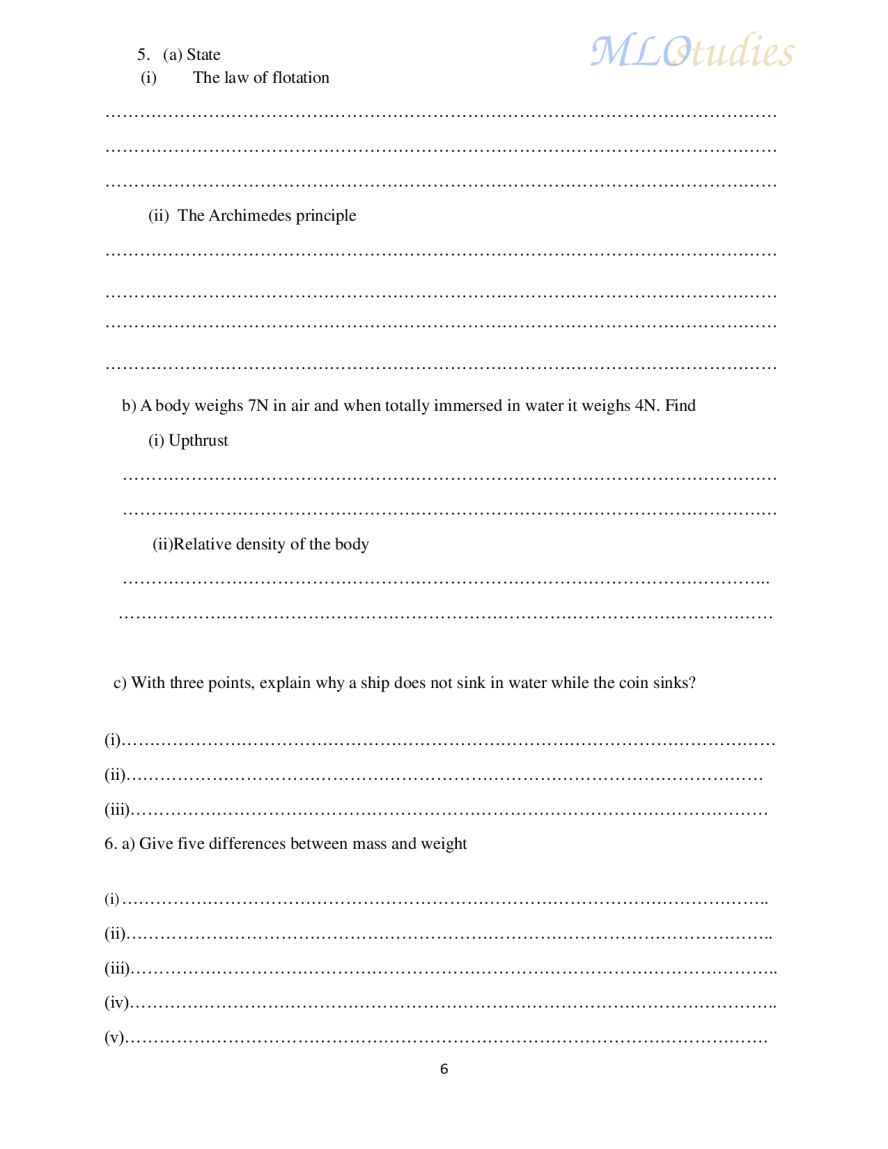 MLOstudies
5. (a) State
(i) The law of flotation
………………………………………………………………………………………………………
………………………………………………………………………………………………………
………………………………………………………………………………………………………
(ii) The Archimedes principle
………………………………………………………………………………………………………
………………………………………………………………………………………………………
………………………………………………………………………………………………………
………………………………………………………………………………………………………
b) A body weighs 7N in air and when totally immersed in water it weighs 4N. Find
(i) Upthrust
……………………………………………………………………………………………………
……………………………………………………………………………………………………
(ii)Relative density of the body
…………………………………………………………………………………………………..
……………………………………………………………………………………………………
c) With three points, explain why a ship does not sink in water while the coin sinks?
(i)……………………………………………………………………………………………………
(ii)…………………………………………………………………………………………………
(iii)…………………………………………………………………………………………………
6. a) Give five differences between mass and weight
(i)…………………………………………………………………………………………………..
(ii)…………………………………………………………………………………………………..
(iii)…………………………………………………………………………………………………..
(iv)…………………………………………………………………………………………………..
(v)…………………………………………………………………………………………………
6